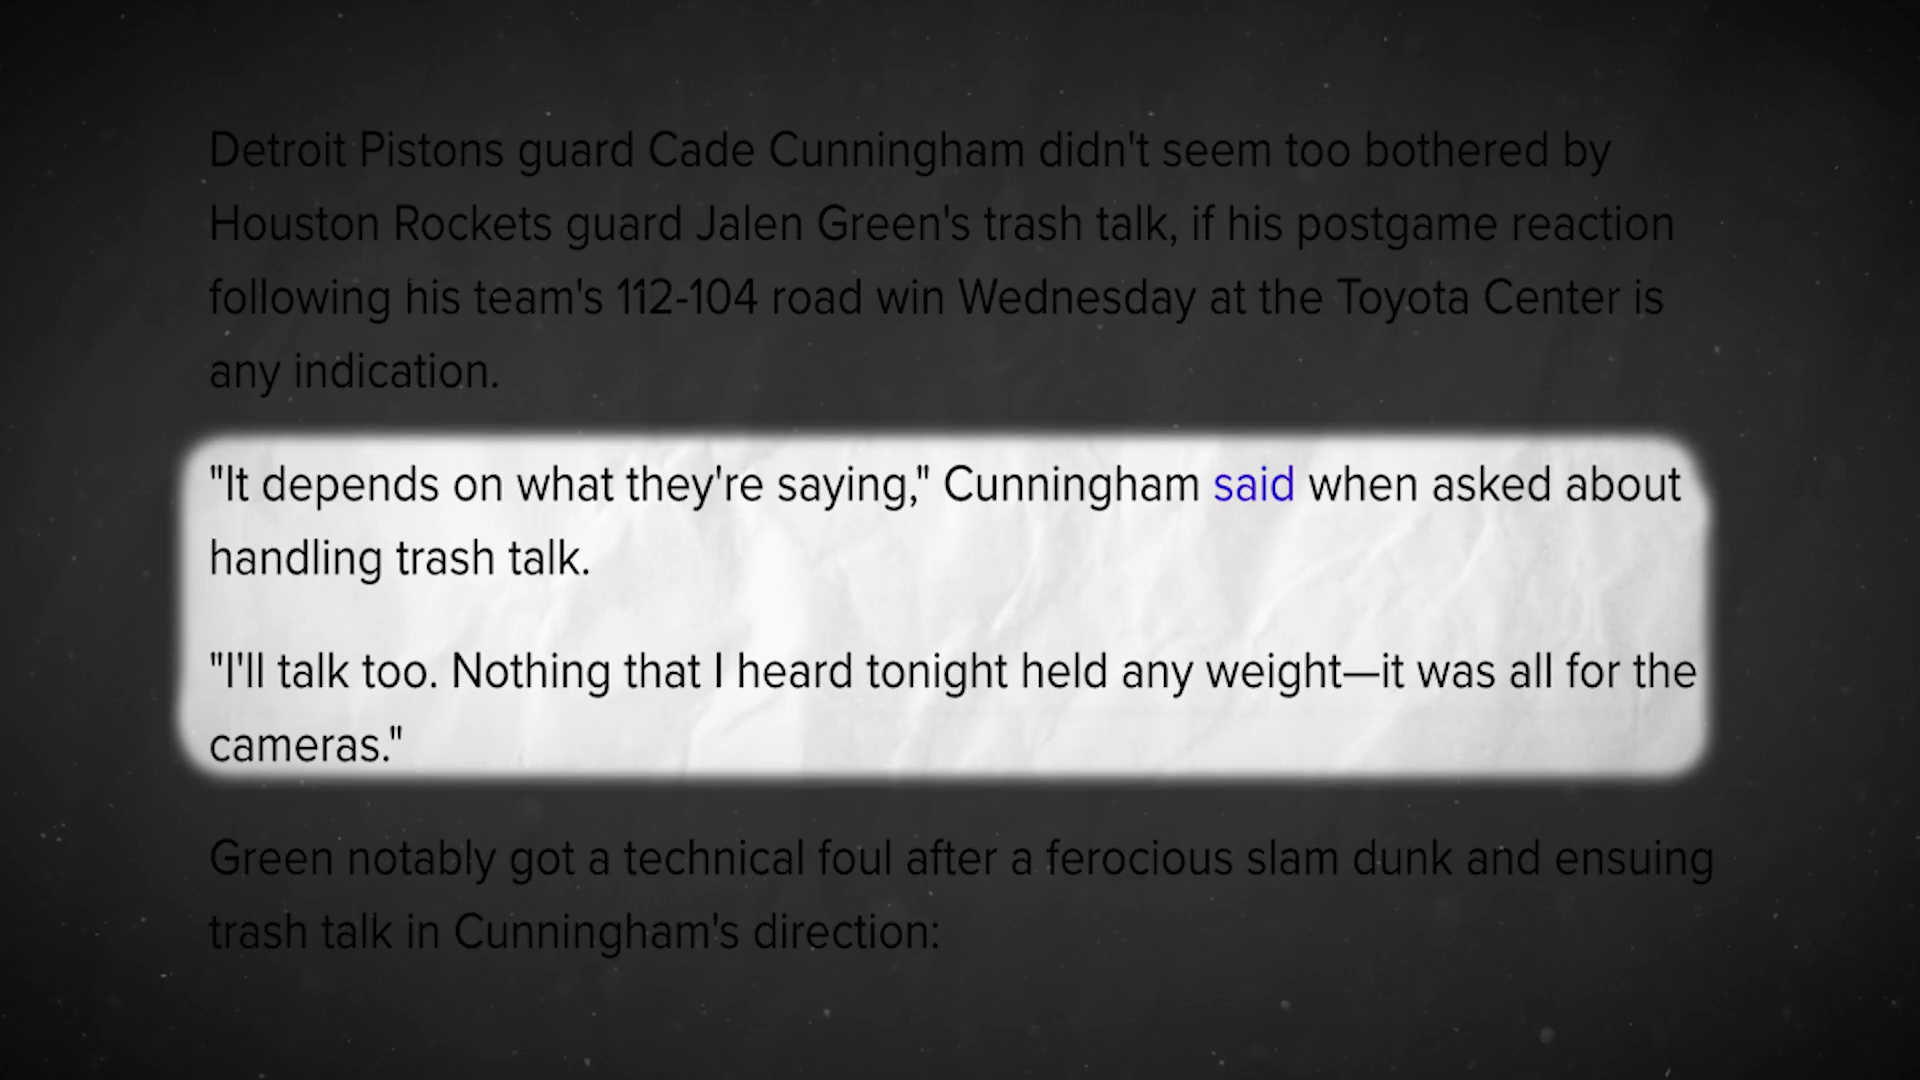 Detroit Pistons guard Cade Cunningham didn't seem too bothered by
Houston Rockets guard Jalen Green's trash talk, if his postgame reaction
following his team's 112-104 road win Wednesday at the Toyota Center is
any indication.
"It depends on what they're saying," Cunningham said when asked about
handling trash talk.
"I'll talk too. Nothing that I heard tonight held any weight—it was all for the
cameras."
Green notably got a technical foul after a ferocious slam dunk and ensuing
trash talk in Cunningham's direction: